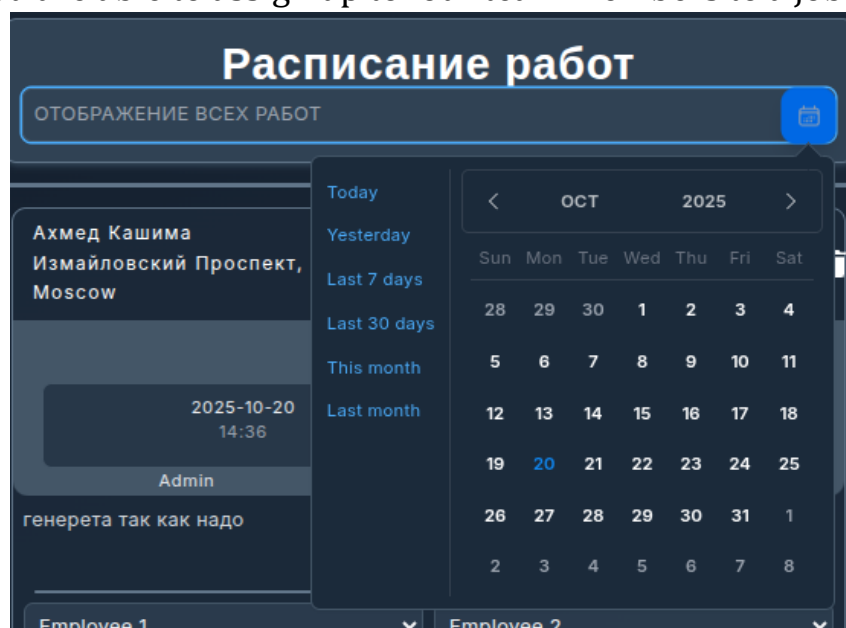 Расписание работ
ОТОБРАЖЕНИЕ ВСЕХ РАБОТ
Ахмед Кашима
Измайловский Проспект,
Moscow
2025-10-20
14:36
Admin
генерета так как надо
Today
Yesterday
Last 7 days
Last 30 days
This month
Last month
OCT 2025
Sun Mon Tue Wed Thu Fri Sat
28 29 30 1 2 3 4
5 6 7 8 9 10 11
12 13 14 15 16 17 18
19 20 21 22 23 24 25
26 27 28 29 30 31 1
2 3 4 5 6 7 8
Employee 1 Employee 2